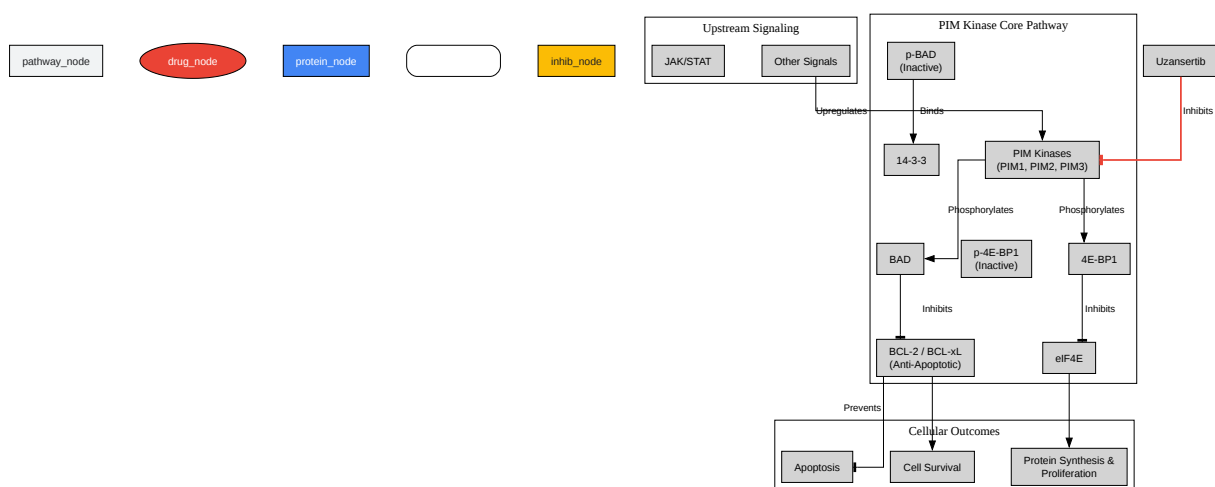 Upstream Signaling
PIM Kinase Core Pathway
pathway_node
drug_node
protein_node
inhib_node
JAK/STAT
Other Signals
p-BAD
(Inactive)
Uzansertib
Upregulates
Binds
Inhibits
14-3-3
PIM Kinases
(PIM1, PIM2, PIM3)
Phosphorylates
Phosphorylates
BAD
p-4E-BP1
(Inactive)
4E-BP1
Inhibits
Inhibits
BCL-2 / BCL-xL
(Anti-Apoptotic)
eIF4E
Prevents
Cellular Outcomes
Apoptosis
Cell Survival
Protein Synthesis &
Proliferation